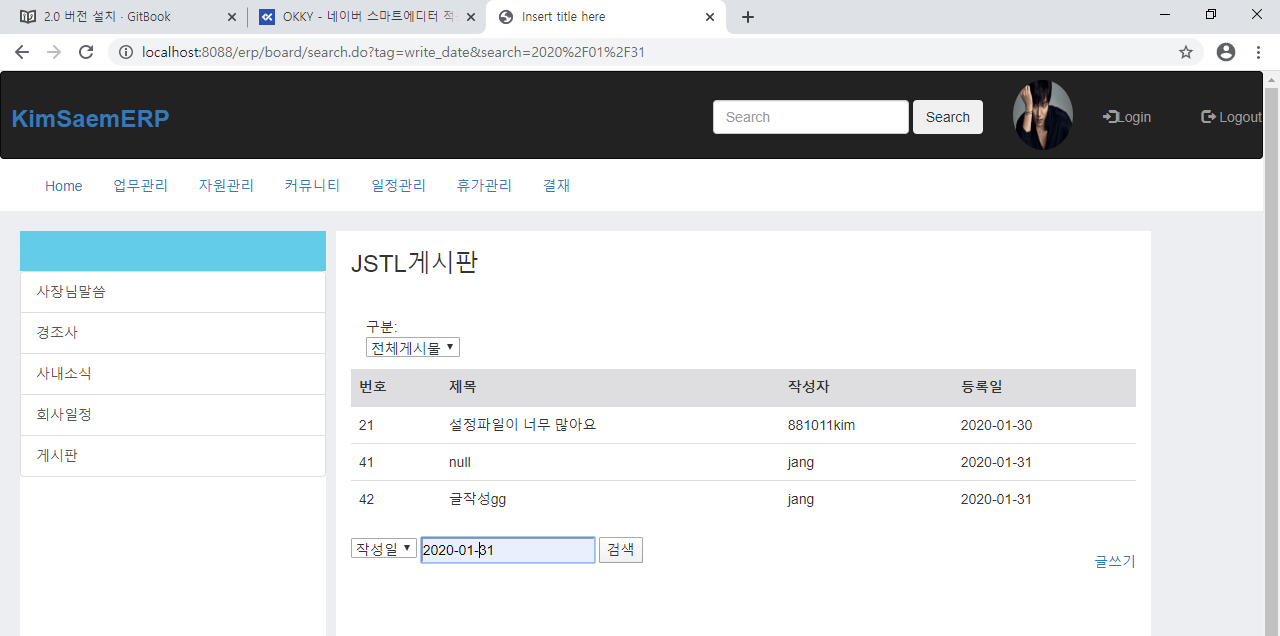 2.0 버전 설치 · GitBook
OKKY - 네이버 스마트에디터 적
Insert title here
localhost:8088/erp/board/search.do?tag=write_date&search=2020%2F01%2F31
KimSaemERP
Search
Search
Login
Logout
Home 업무관리 자원관리 커뮤니티 일정관리 휴가관리 결재
사장님말씀
경조사
사내소식
회사일정
게시판
JSTL게시판
구분:
전체게시물
번호 제목 작성자 등록일
21 설정파일이 너무 많아요 881011kim 2020-01-30
41 null jang 2020-01-31
42 글작성gg jang 2020-01-31
작성일 2020-01-31 검색
글쓰기